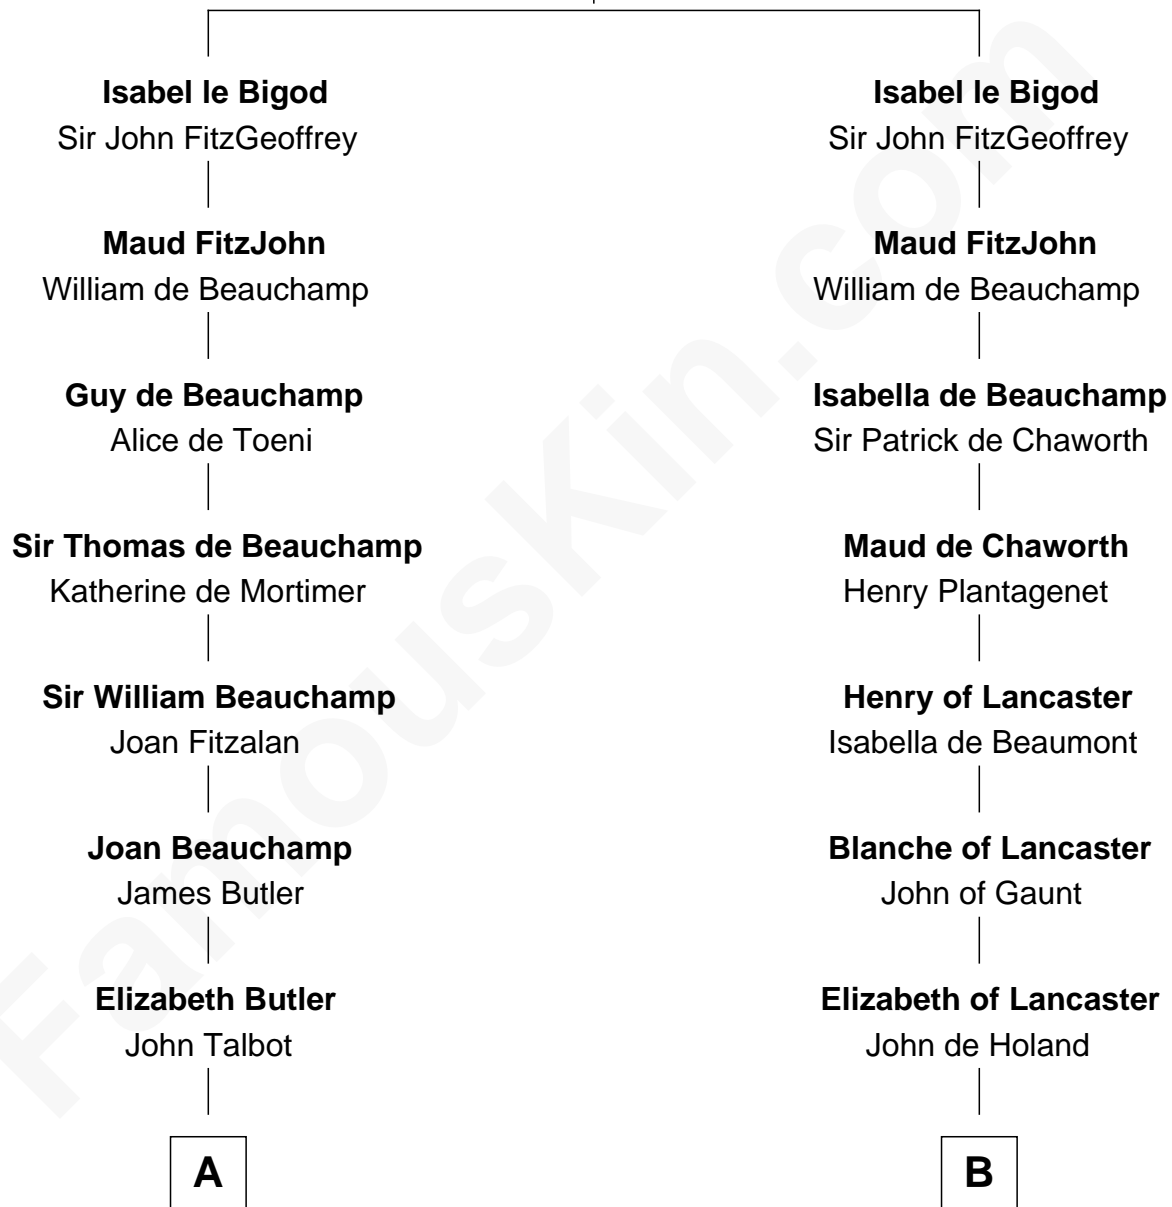 Isabel le Bigod
Sir John FitzGeoffrey
Maud FitzJohn
William de Beauchamp
Guy de Beauchamp
Alice de Toeni
Sir Thomas de Beauchamp
Katherine de Mortimer
Sir William Beauchamp
Joan Fitzalan
Joan Beauchamp
James Butler
Elizabeth Butler
John Talbot
A
Isabel le Bigod
Sir John FitzGeoffrey
Maud FitzJohn
William de Beauchamp
Isabella de Beauchamp
Sir Patrick de Chaworth
Maud de Chaworth
Henry Plantagenet
Henry of Lancaster
Isabella de Beaumont
Blanche of Lancaster
John of Gaunt
Elizabeth of Lancaster
John de Holand
B
FamousKin.com